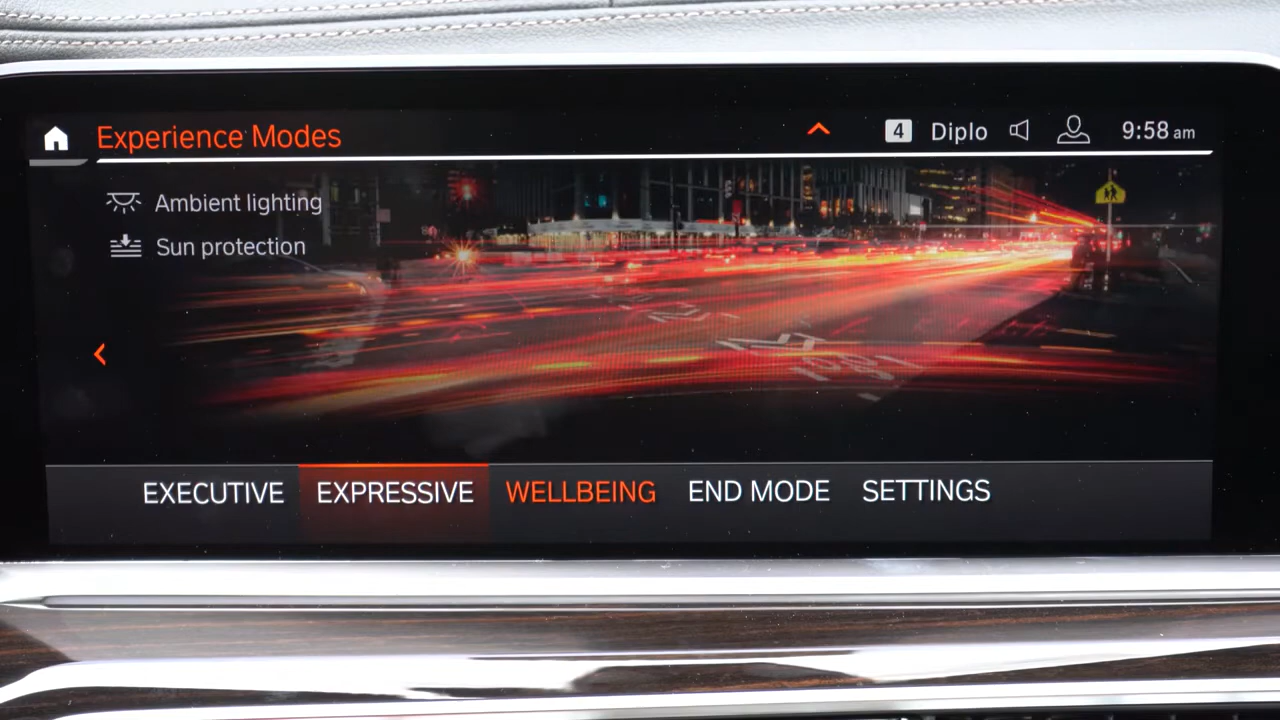 Experience Modes
4 Diplo 9:58 am
Ambient lighting
Sun protection
EXECUTIVE EXPRESSIVE WELLBEING END MODE SETTINGS